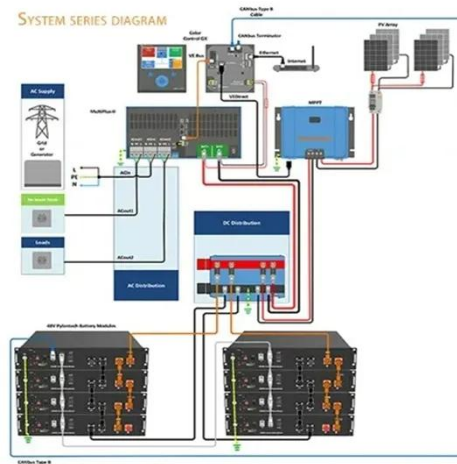 SYSTEM SERIES DIAGRAM
CANbus Type B
Cable
Color
Control GX
CANbus Terminator
PV Array
VE Bus
Ethernet
Internet
VEDirect
MPPT
AC Supply
MultiPlus-II
Grid
or
Generator
L
PE
N
ACin
ACout1
Loads
ACout2
DC Distribution
AC Distribution
48V Pylontech Battery Modules
CANbus Type B